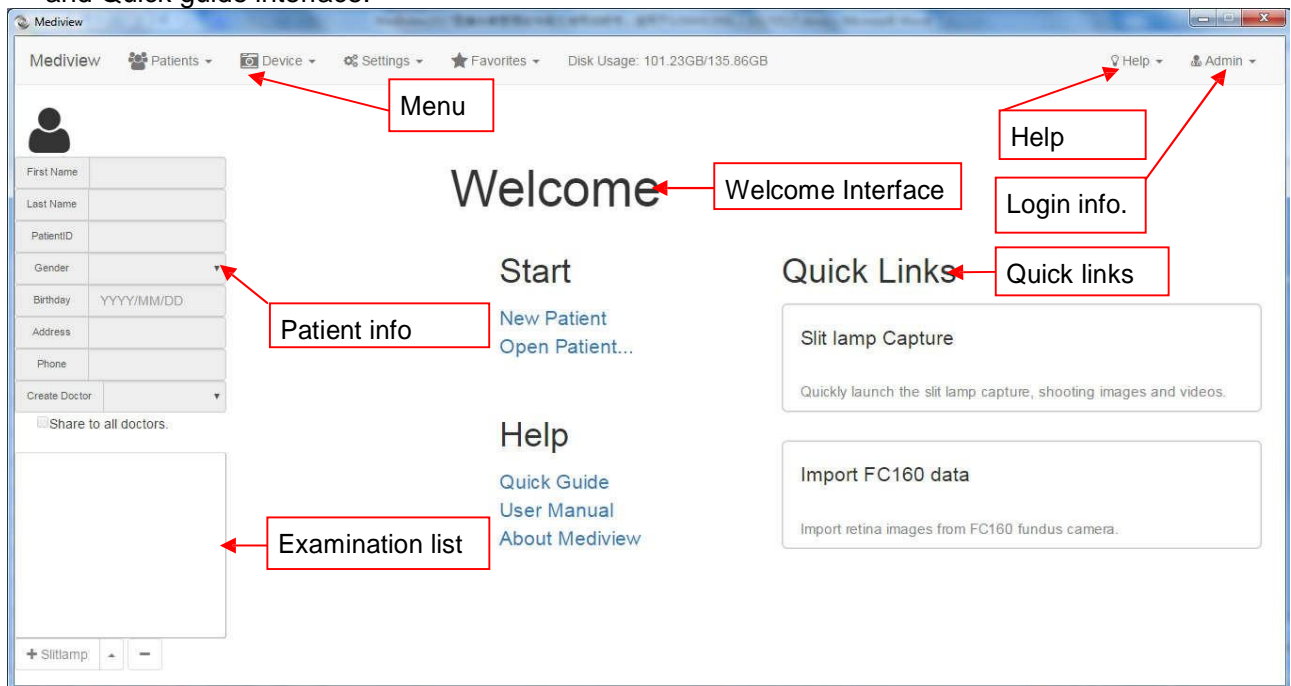 and Quick guide interface.
Mediview
Mediview Patients Device Settings Favorites Disk Usage: 101.23GB/135.86GB Help Admin
Menu
Help
First Name
Welcome
Welcome Interface
Last Name
Login info.
PatientID
Gender
Start
Quick Links
Quick links
Birthday YYYY/MM/DD
Patient info
New Patient
Address
Open Patient...
Slit lamp Capture
Phone
Create Doctor
Quickly launch the slit lamp capture, shooting images and videos.
Share to all doctors.
Help
Quick Guide
Import FC160 data
User Manual
Import retina images from FC160 fundus camera.
Examination list
About Mediview
Slitlamp